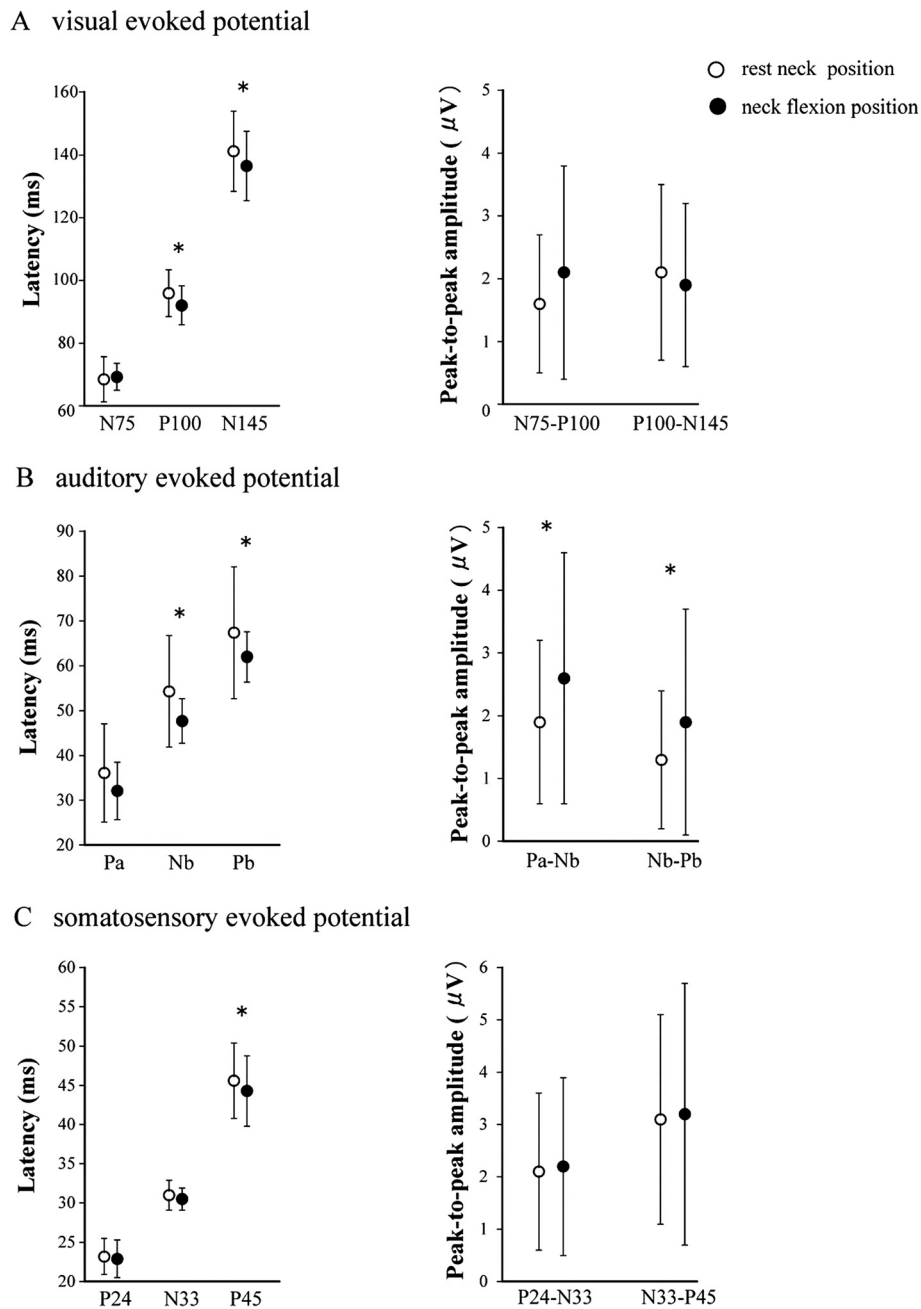 A visual evoked potential
rest neck position
neck flexion position
Latency (ms)
160
140
120
100
80
60
*
*
N75 P100 N145
Peak-to-peak amplitude ( μV)
5
4
3
2
1
0
N75-P100 P100-N145
B auditory evoked potential
Latency (ms)
90
80
70
60
50
40
30
20
*
*
Pa Nb Pb
Peak-to-peak amplitude ( μV)
5
4
3
2
1
0
*
*
Pa-Nb Nb-Pb
C somatosensory evoked potential
Latency (ms)
60
55
50
45
40
35
30
25
20
*
P24 N33 P45
Peak-to-peak amplitude ( μV)
6
5
4
3
2
1
0
P24-N33 N33-P45